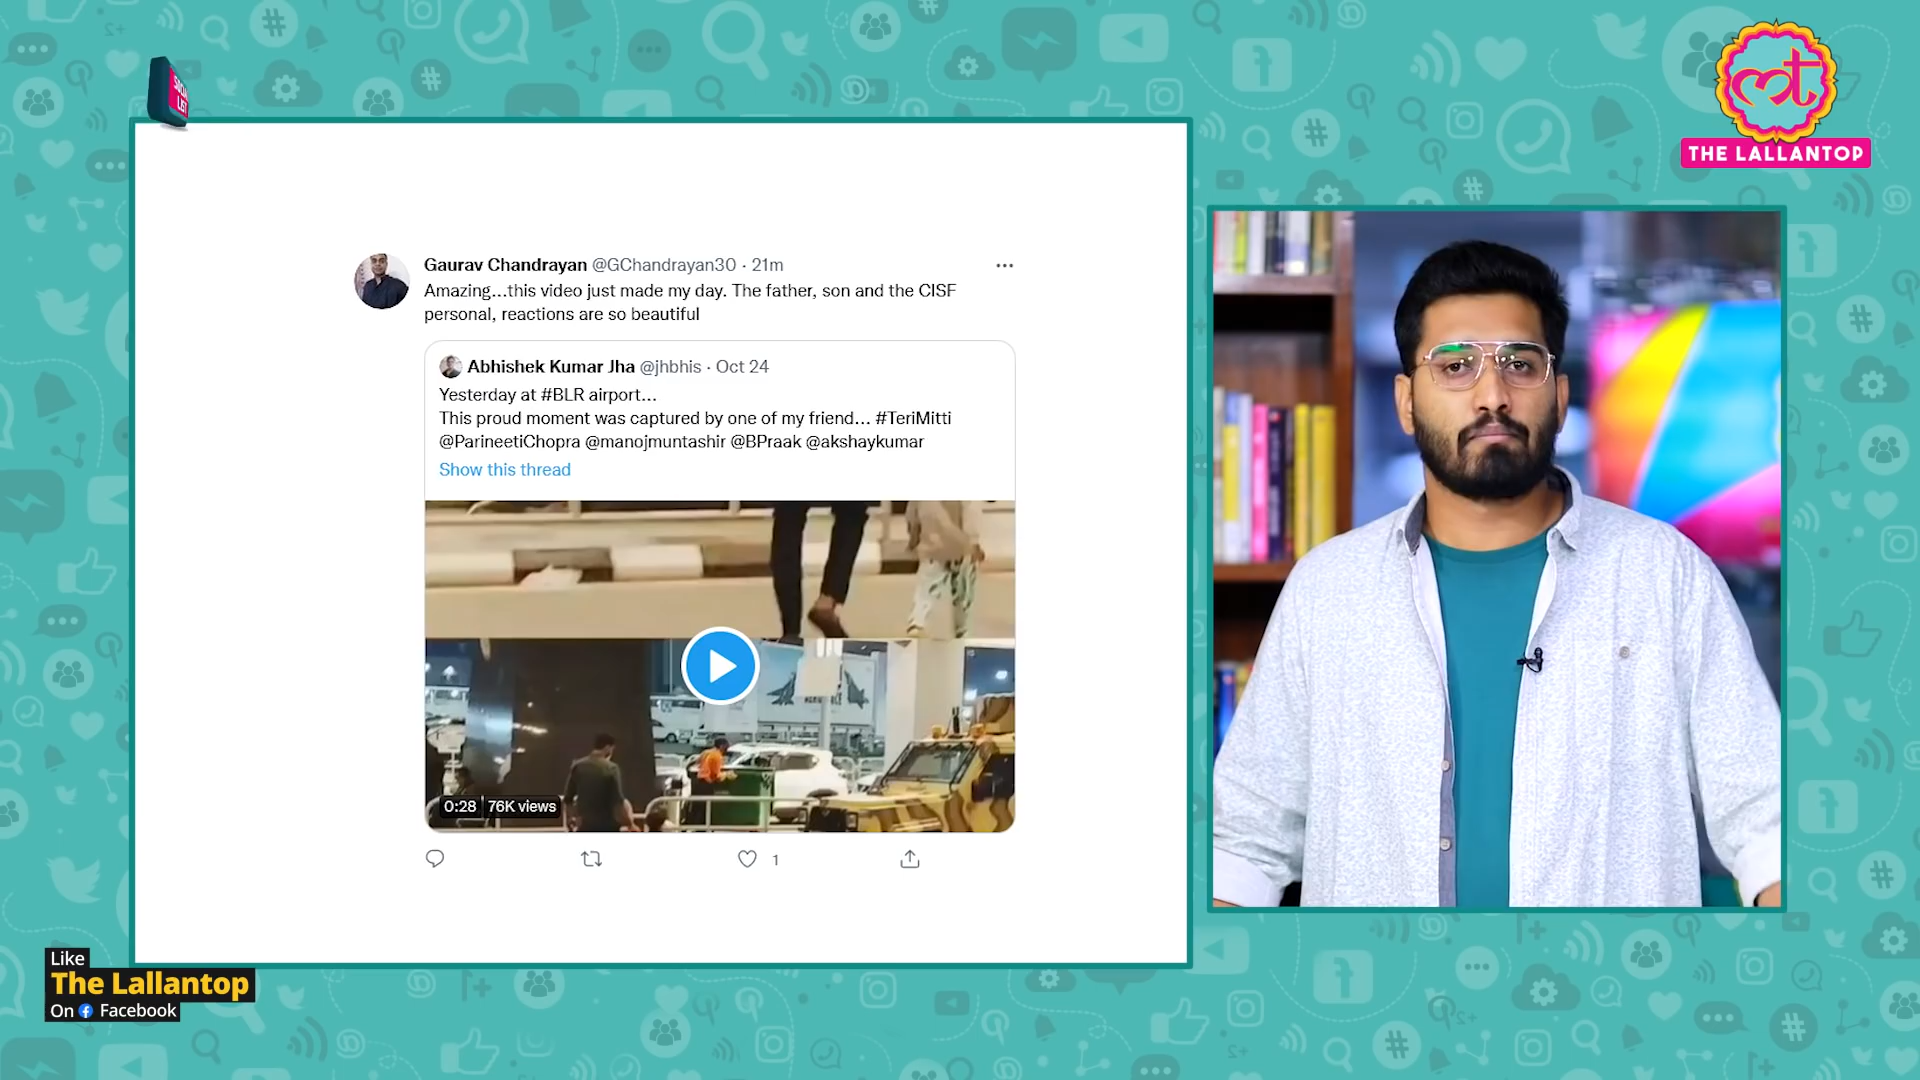 SOCIAL
LIST
THE LALLANTOP
Gaurav Chandrayan @GChandrayan30 · 21m
Amazing...this video just made my day. The father, son and the CISF
personal, reactions are so beautiful
Abhishek Kumar Jha @jhbhis · Oct 24
Yesterday at #BLR airport...
This proud moment was captured by one of my friend... #TeriMitti
@ParineetiChopra @manojmuntashir @BPraak @akshaykumar
Show this thread
0:28 76K views
1
Like
The Lallantop
On Facebook